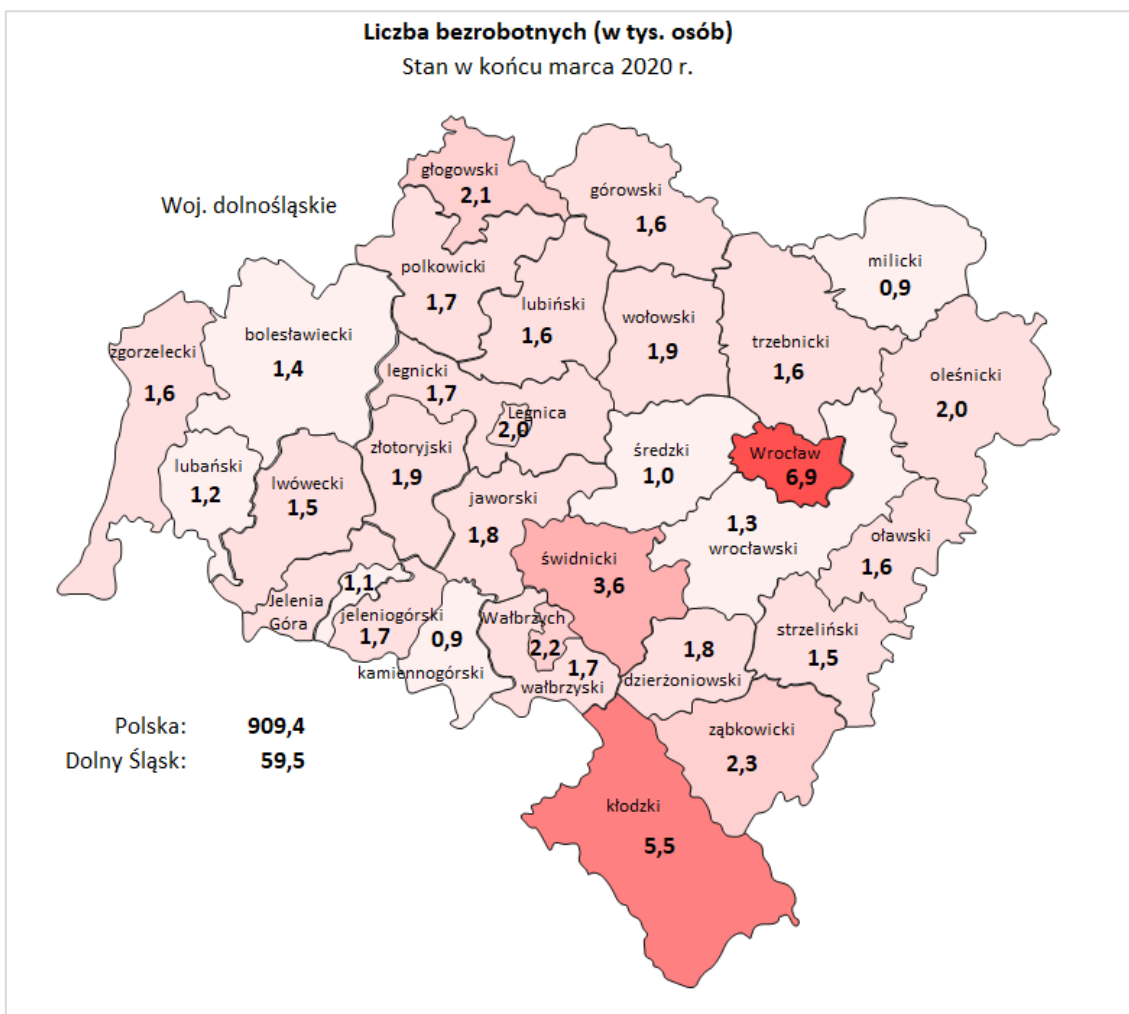 Liczba bezrobotnych (w tys. osób)
Stan w końcu marca 2020 r.
Woj. dolnośląskie
głogowski
2,1
górowski
1,6
milicki
0,9
polkowicki
1,7
lubiński
1,6
wołowski
1,9
trzebnicki
1,6
oleśnicki
2,0
zgorzelecki
1,6
bolesławiecki
1,4
legnicki
1,7
Legnica
2,0
złotoryjski
1,9
średzki
1,0
Wrocław
6,9
lubański
1,2
lwówecki
1,5
jaworski
1,8
1,3
wrocławski
oławski
1,6
świdnicki
3,6
1,1
Jelenia
Góra
jeleniogórski
1,7
0,9
kamiennogórski
Wałbrzych
2,2
1,7
wałbrzyski
1,8
dzierżoniowski
strzeliński
1,5
ząbkowicki
2,3
kłodzki
5,5
Polska: 909,4
Dolny Śląsk: 59,5